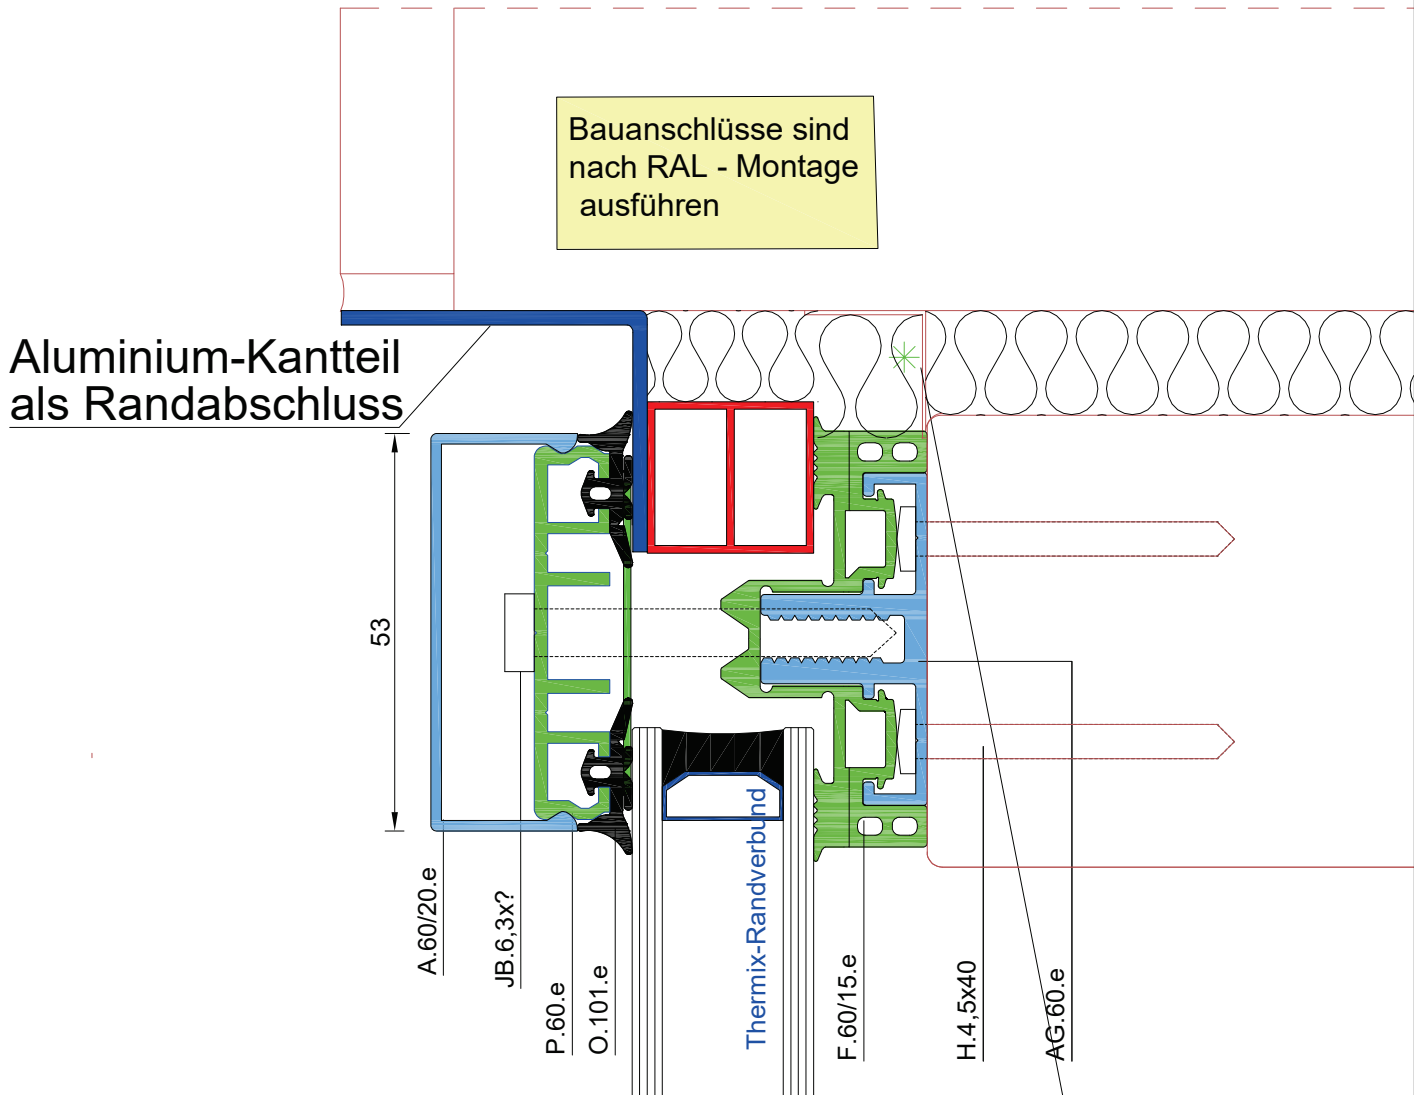 Bauanschlüsse sind
nach RAL - Montage
ausführen
Aluminium-Kantteil
als Randabschluss
53
A.60/20.e
JB.6,3x?
P.60.e
O.101.e
Thermix-Randverbund
F.60/15.e
H.4,5x40
AG.60.e